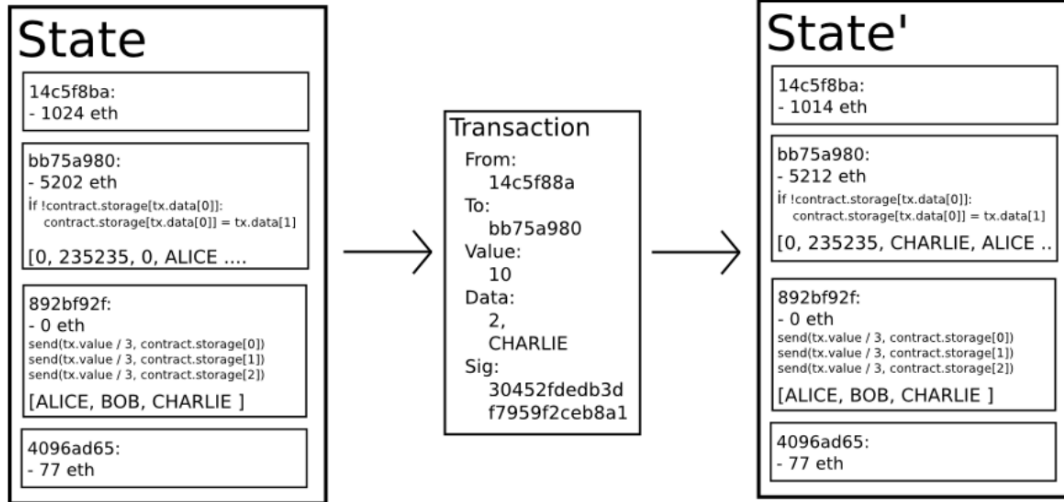 State
14c5f8ba:
- 1024 eth
bb75a980:
- 5202 eth
if !contract.storage[tx.data[0]]:
contract.storage[tx.data[0]] = tx.data[1]
[0, 235235, 0, ALICE ....
892bf92f:
- 0 eth
send(tx.value / 3, contract.storage[0])
send(tx.value / 3, contract.storage[1])
send(tx.value / 3, contract.storage[2])
[ALICE, BOB, CHARLIE ]
4096ad65:
- 77 eth
Transaction
From:
14c5f88a
To:
bb75a980
Value:
10
Data:
2,
CHARLIE
Sig:
30452fdedb3d
f7959f2ceb8a1
State'
14c5f8ba:
- 1014 eth
bb75a980:
- 5212 eth
if !contract.storage[tx.data[0]]:
contract.storage[tx.data[0]] = tx.data[1]
[0, 235235, CHARLIE, ALICE ..
892bf92f:
- 0 eth
send(tx.value / 3, contract.storage[0])
send(tx.value / 3, contract.storage[1])
send(tx.value / 3, contract.storage[2])
[ALICE, BOB, CHARLIE ]
4096ad65:
- 77 eth